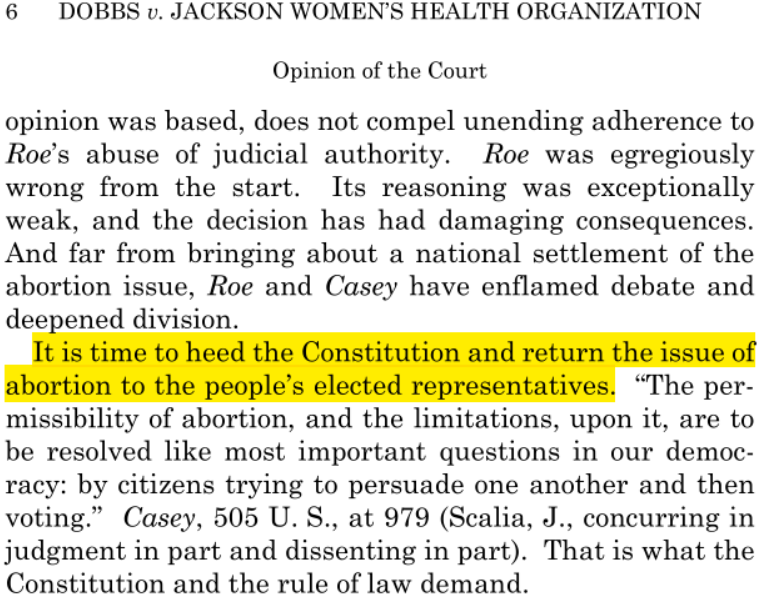 6 DOBBS v. JACKSON WOMEN’S HEALTH ORGANIZATION
Opinion of the Court
opinion was based, does not compel unending adherence to
Roe’s abuse of judicial authority. Roe was egregiously
wrong from the start. Its reasoning was exceptionally
weak, and the decision has had damaging consequences.
And far from bringing about a national settlement of the
abortion issue, Roe and Casey have enflamed debate and
deepened division.
It is time to heed the Constitution and return the issue of
abortion to the people’s elected representatives. “The per-
missibility of abortion, and the limitations, upon it, are to
be resolved like most important questions in our democ-
racy: by citizens trying to persuade one another and then
voting.” Casey, 505 U. S., at 979 (Scalia, J., concurring in
judgment in part and dissenting in part). That is what the
Constitution and the rule of law demand.